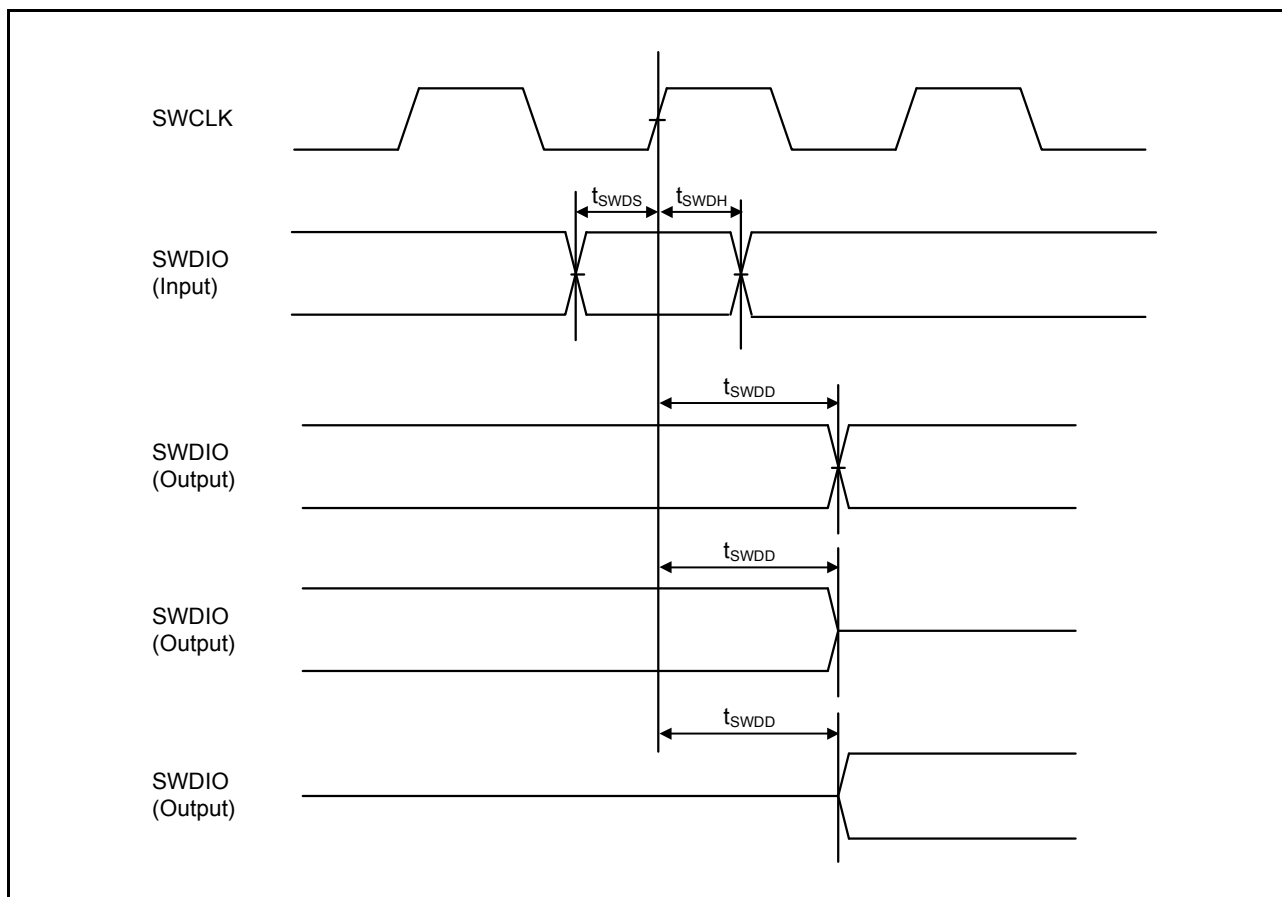 SWCLK
tSWDS
tSWDH
SWDIO
(Input)
tSWDD
SWDIO
(Output)
tSWDD
SWDIO
(Output)
tSWDD
SWDIO
(Output)